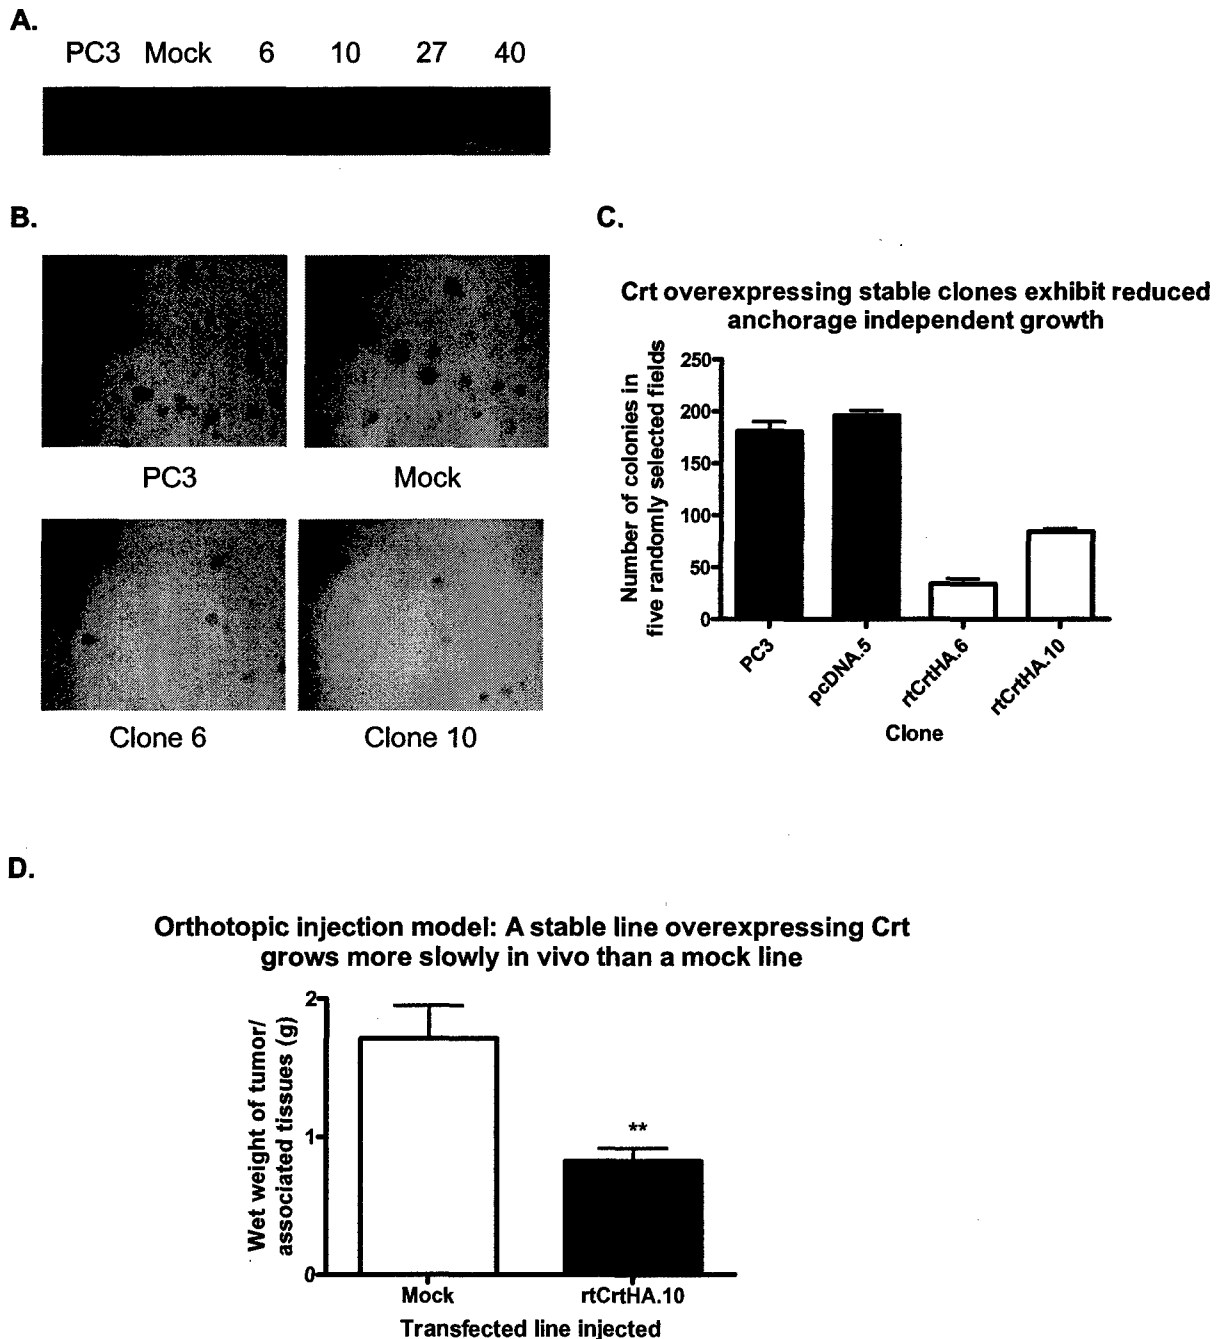 A.
PC3 Mock 6 10 27 40
B.
PC3
Mock
Clone 6
Clone 10
C.
Crt overexpressing stable clones exhibit reduced
anchorage independent growth
Number of colonies in
five randomly selected fields
250
200
150
100
50
0
PC3
pcDNA.5
rtCrtHA.6
rtCrtHA.10
Clone
D.
Orthotopic injection model: A stable line overexpressing Crt
grows more slowly in vivo than a mock line
Wet weight of tumor/
associated tissues (g)
2
1
0
**
Mock
rtCrtHA.10
Transfected line injected